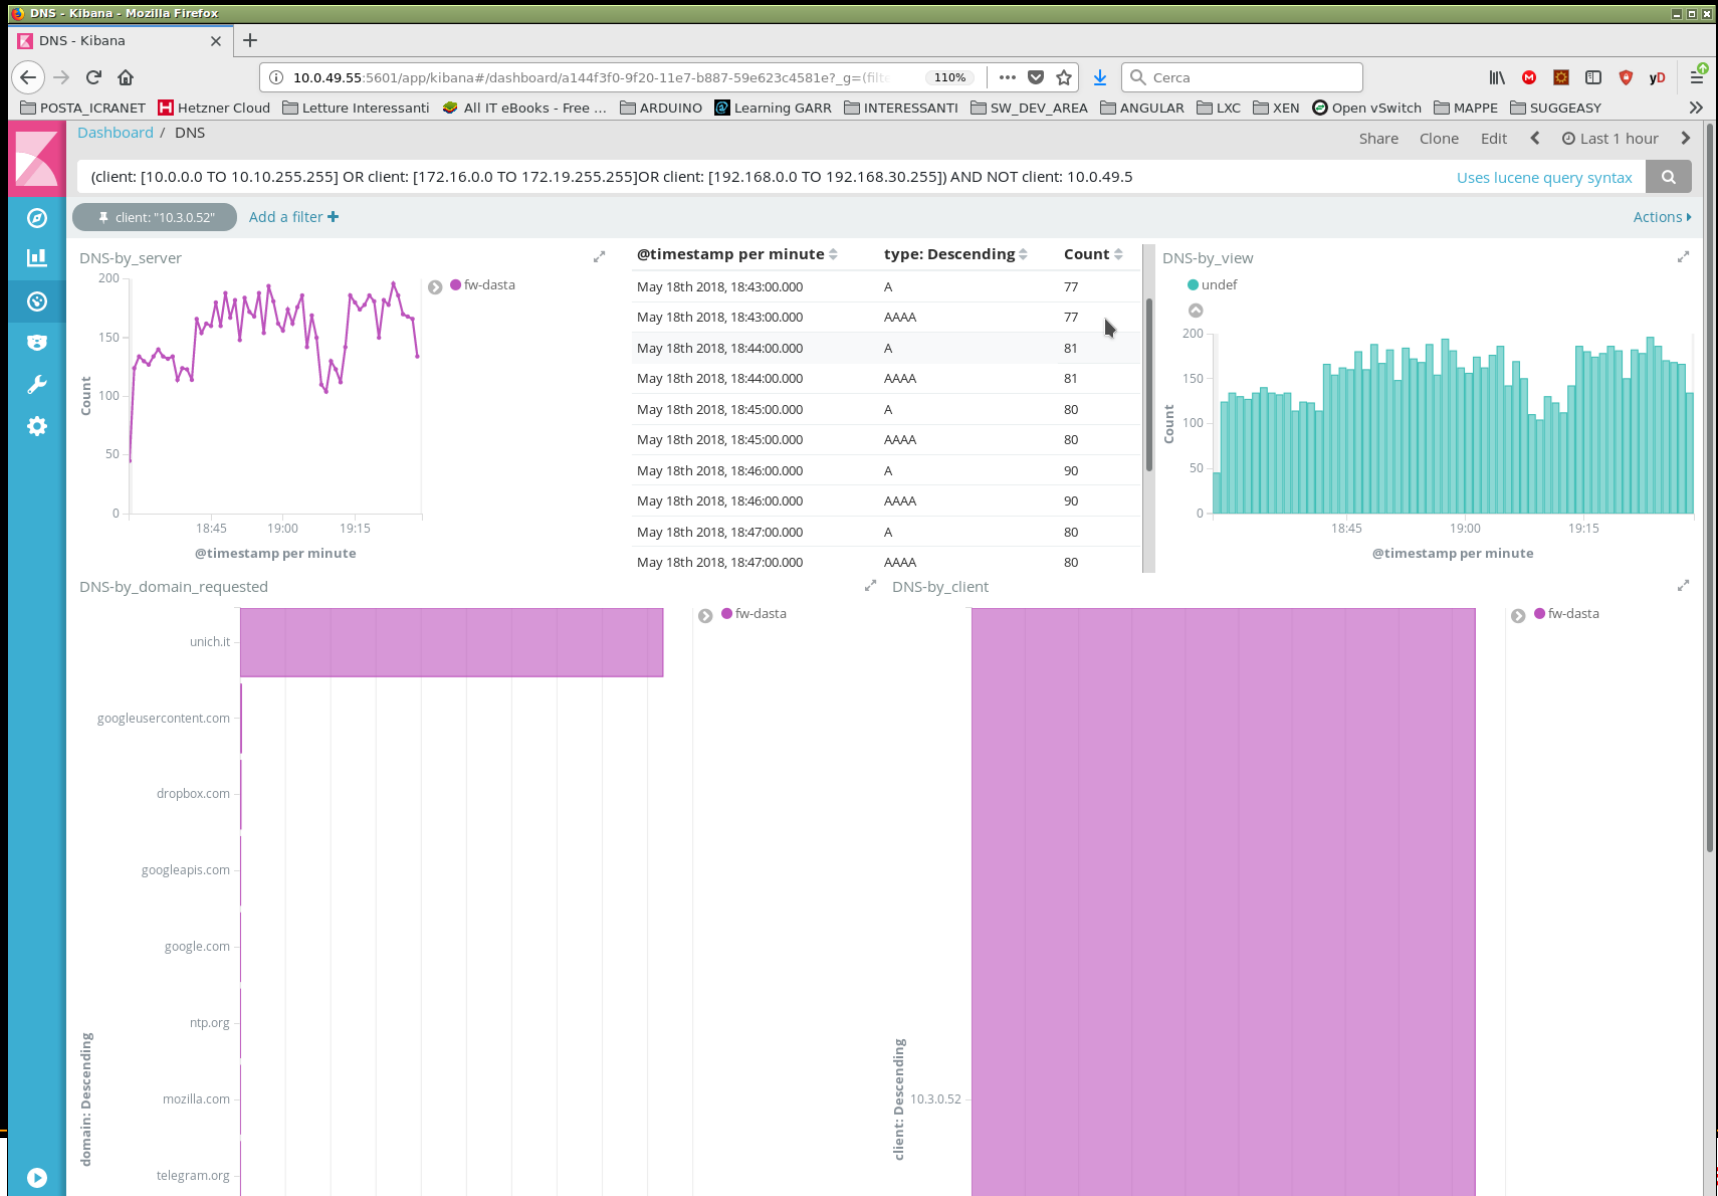 DNS - Kibana - Mozilla Firefox
DNS - Kibana
10.0.49.55:5601/app/kibana#/dashboard/a144f3f0-9f20-11e7-b887-59e623c4581e?_g=(filte 110% Cerca
POSTA_ICRANET Hetzner Cloud Letture Interessanti All IT eBooks - Free ... ARDUINO Learning GARR INTERESSANTI SW_DEV_AREA ANGULAR LXC XEN Open vSwitch MAPPE SUGGEASY
Dashboard / DNS
Share Clone Edit Last 1 hour
(client: [10.0.0.0 TO 10.10.255.255] OR client: [172.16.0.0 TO 172.19.255.255]OR client: [192.168.0.0 TO 192.168.30.255]) AND NOT client: 10.0.49.5 Uses lucene query syntax
client: "10.3.0.52" Add a filter + Actions
DNS-by_server
fw-dasta
200
150
100
50
0
Count
18:45 19:00 19:15
@timestamp per minute
@timestamp per minute type: Descending Count
May 18th 2018, 18:43:00.000 A 77
May 18th 2018, 18:43:00.000 AAAA 77
May 18th 2018, 18:44:00.000 A 81
May 18th 2018, 18:44:00.000 AAAA 81
May 18th 2018, 18:45:00.000 A 80
May 18th 2018, 18:45:00.000 AAAA 80
May 18th 2018, 18:46:00.000 A 90
May 18th 2018, 18:46:00.000 AAAA 90
May 18th 2018, 18:47:00.000 A 80
May 18th 2018, 18:47:00.000 AAAA 80
DNS-by_view
undef
200
150
100
50
0
Count
18:45 19:00 19:15
@timestamp per minute
DNS-by_domain_requested
fw-dasta
unich.it
googleusercontent.com
dropbox.com
googleapis.com
google.com
ntp.org
mozilla.com
telegram.org
domain: Descending
DNS-by_client
fw-dasta
10.3.0.52
client: Descending